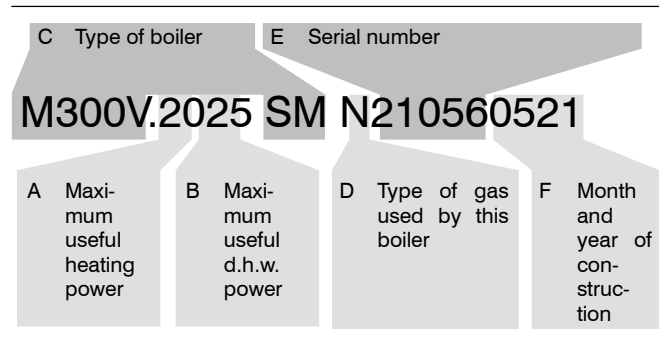 C Type of boiler E Serial number
M300V.2025 SM N210560521
A Maxi-
mum
useful
heating
power
B Maxi-
mum
useful
d.h.w.
power
D Type of gas
used by this
boiler
F Month
and
year of
con-
struc-
tion